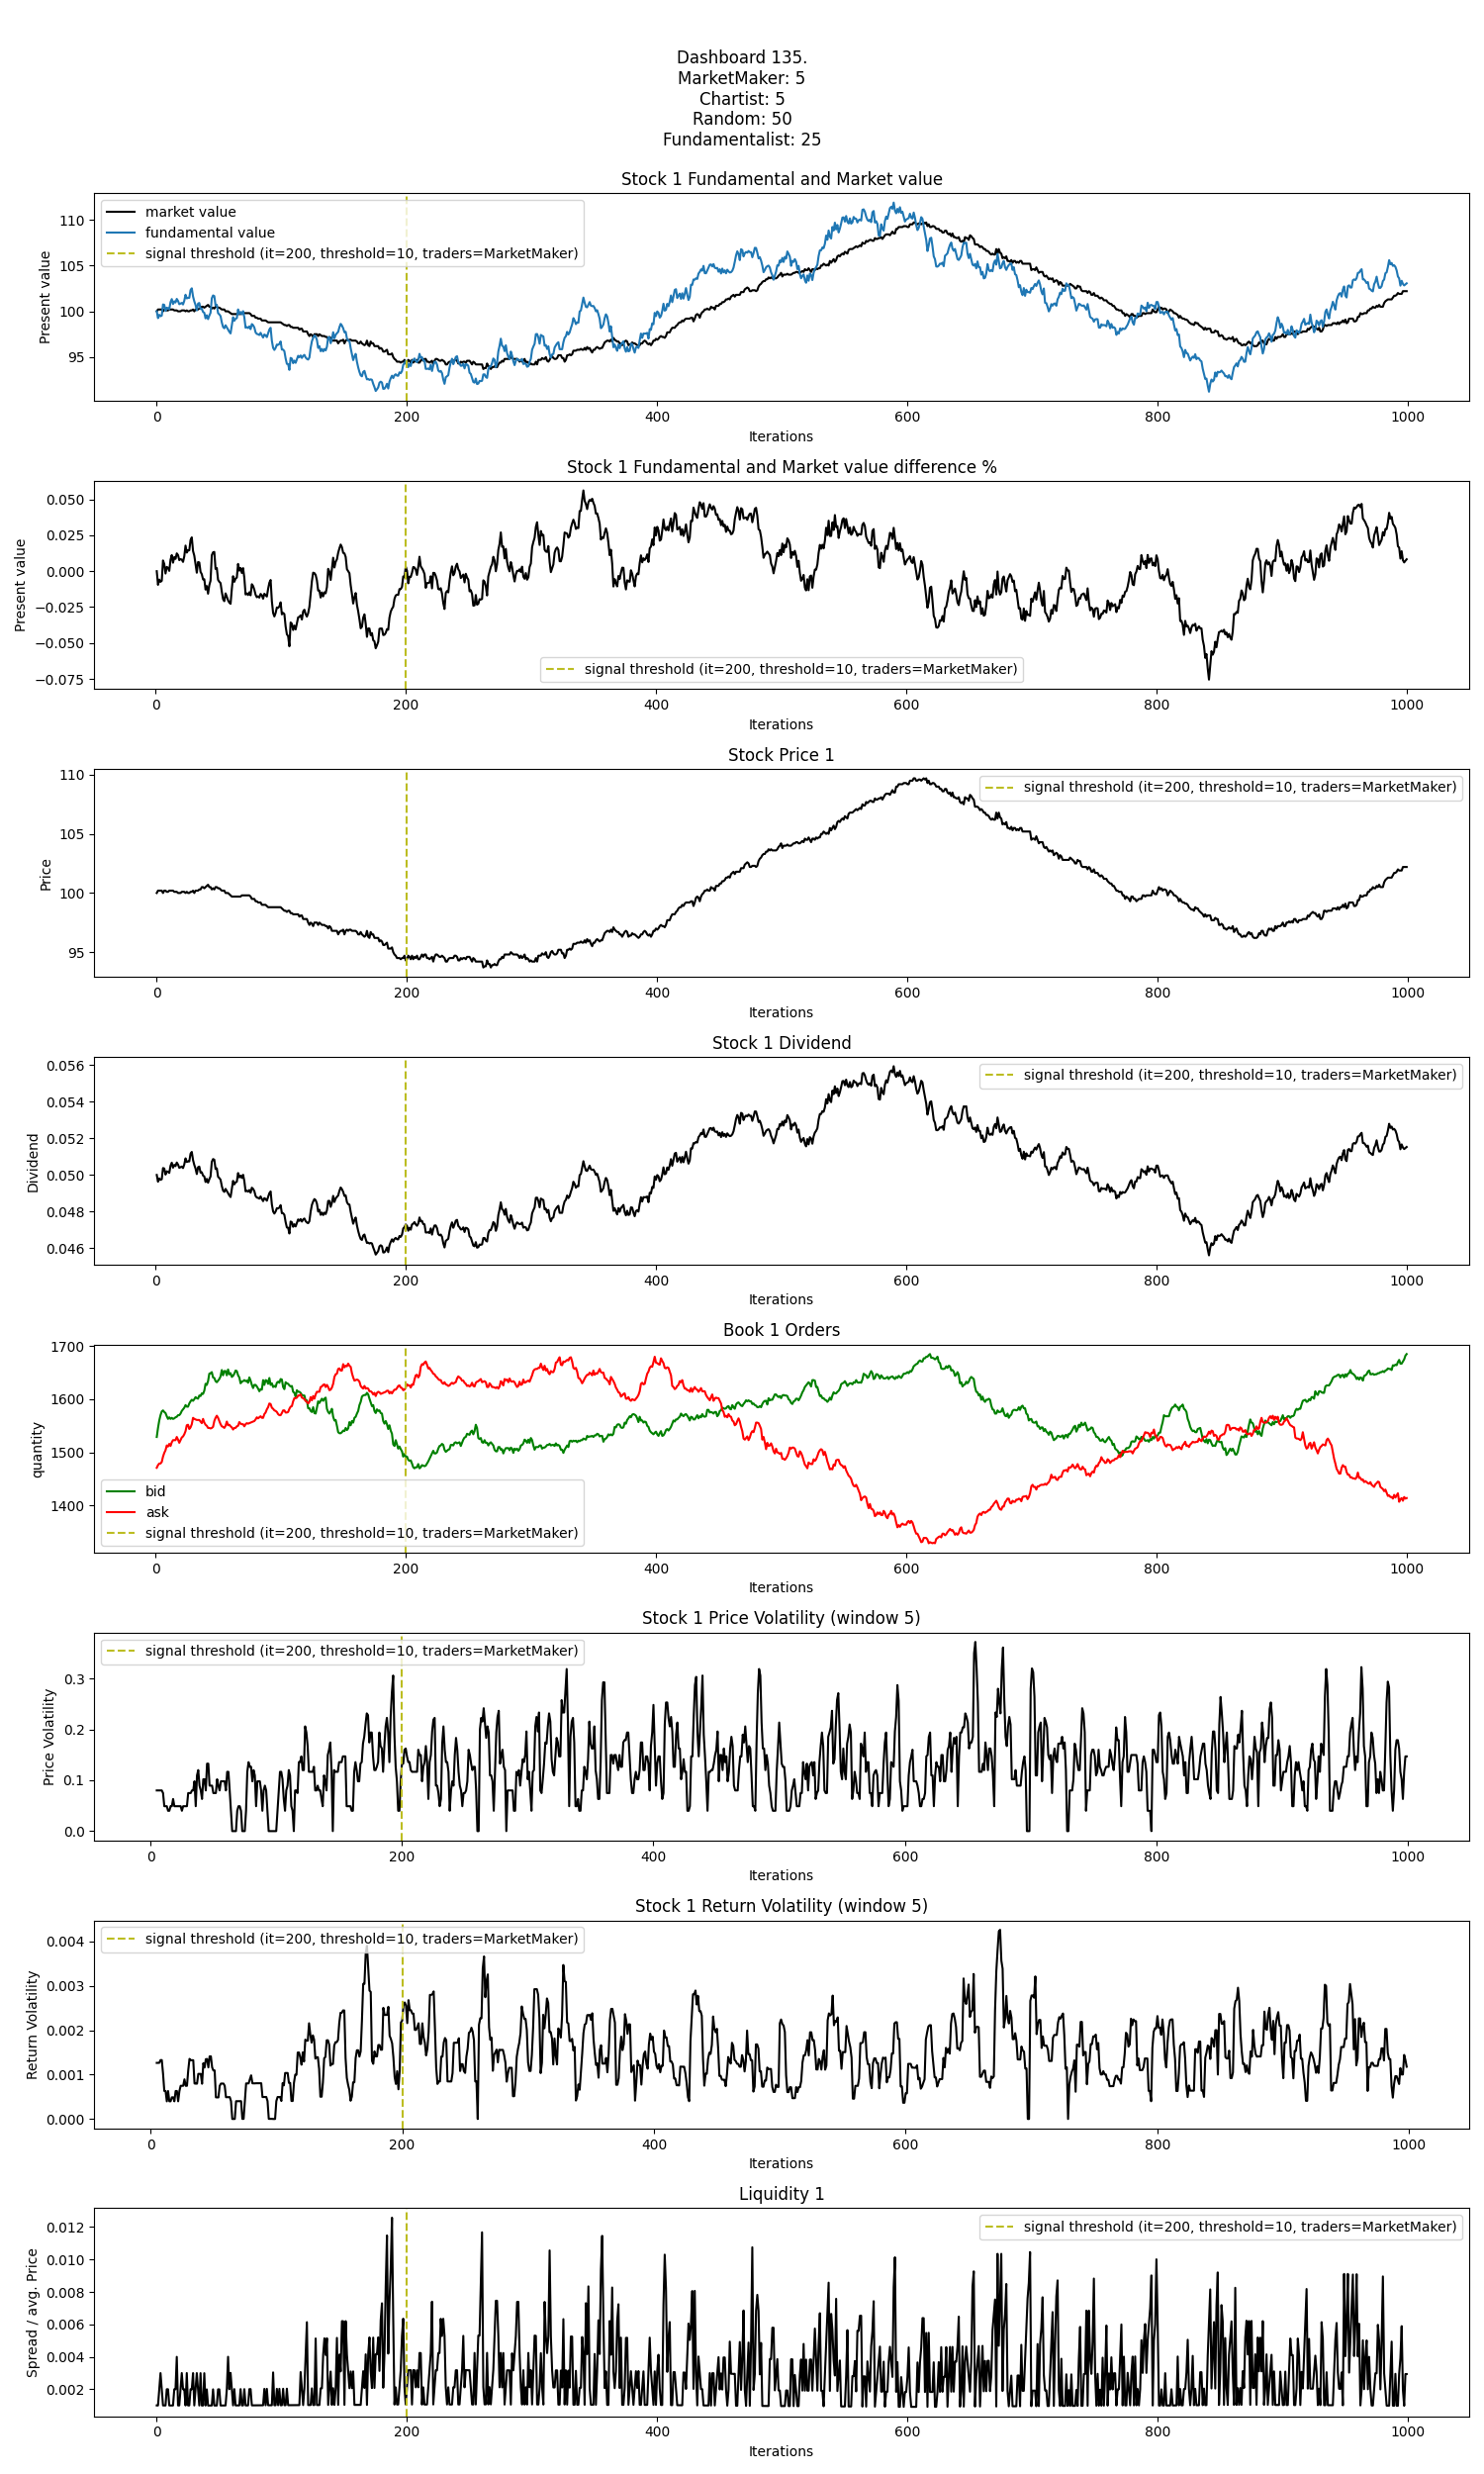 Dashboard 135.
MarketMaker: 5
Chartist: 5
Random: 50
Fundamentalist: 25
Stock 1 Fundamental and Market value
market value
fundamental value
signal threshold (it=200, threshold=10, traders=MarketMaker)
Present value
110
105
100
95
0 200 400 600 800 1000
Iterations
Stock 1 Fundamental and Market value difference %
Present value
0.050
0.025
0.000
−0.025
−0.050
−0.075
signal threshold (it=200, threshold=10, traders=MarketMaker)
0 200 400 600 800 1000
Iterations
Stock Price 1
signal threshold (it=200, threshold=10, traders=MarketMaker)
Price
110
105
100
95
0 200 400 600 800 1000
Iterations
Stock 1 Dividend
signal threshold (it=200, threshold=10, traders=MarketMaker)
Dividend
0.056
0.054
0.052
0.050
0.048
0.046
0 200 400 600 800 1000
Iterations
Book 1 Orders
quantity
1700
1600
1500
1400
bid
ask
signal threshold (it=200, threshold=10, traders=MarketMaker)
0 200 400 600 800 1000
Iterations
Stock 1 Price Volatility (window 5)
signal threshold (it=200, threshold=10, traders=MarketMaker)
Price Volatility
0.3
0.2
0.1
0.0
0 200 400 600 800 1000
Iterations
Stock 1 Return Volatility (window 5)
signal threshold (it=200, threshold=10, traders=MarketMaker)
Return Volatility
0.004
0.003
0.002
0.001
0.000
0 200 400 600 800 1000
Iterations
Liquidity 1
signal threshold (it=200, threshold=10, traders=MarketMaker)
Spread / avg. Price
0.012
0.010
0.008
0.006
0.004
0.002
0 200 400 600 800 1000
Iterations